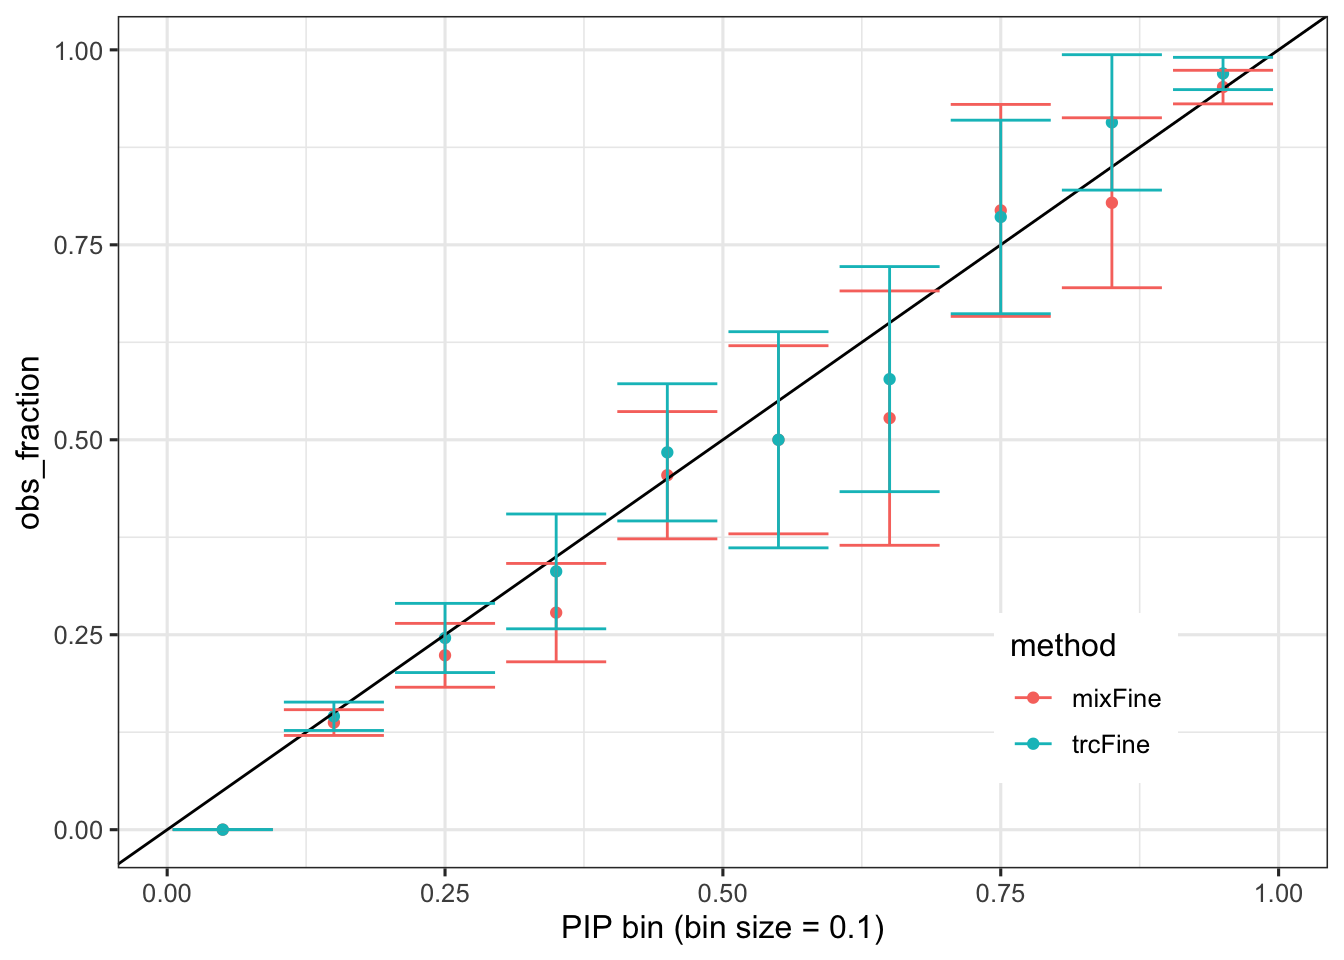 1.00
0.75
0.50
0.25
0.00
obs_fraction
method
mixFine
trcFine
0.00 0.25 0.50 0.75 1.00
PIP bin (bin size = 0.1)